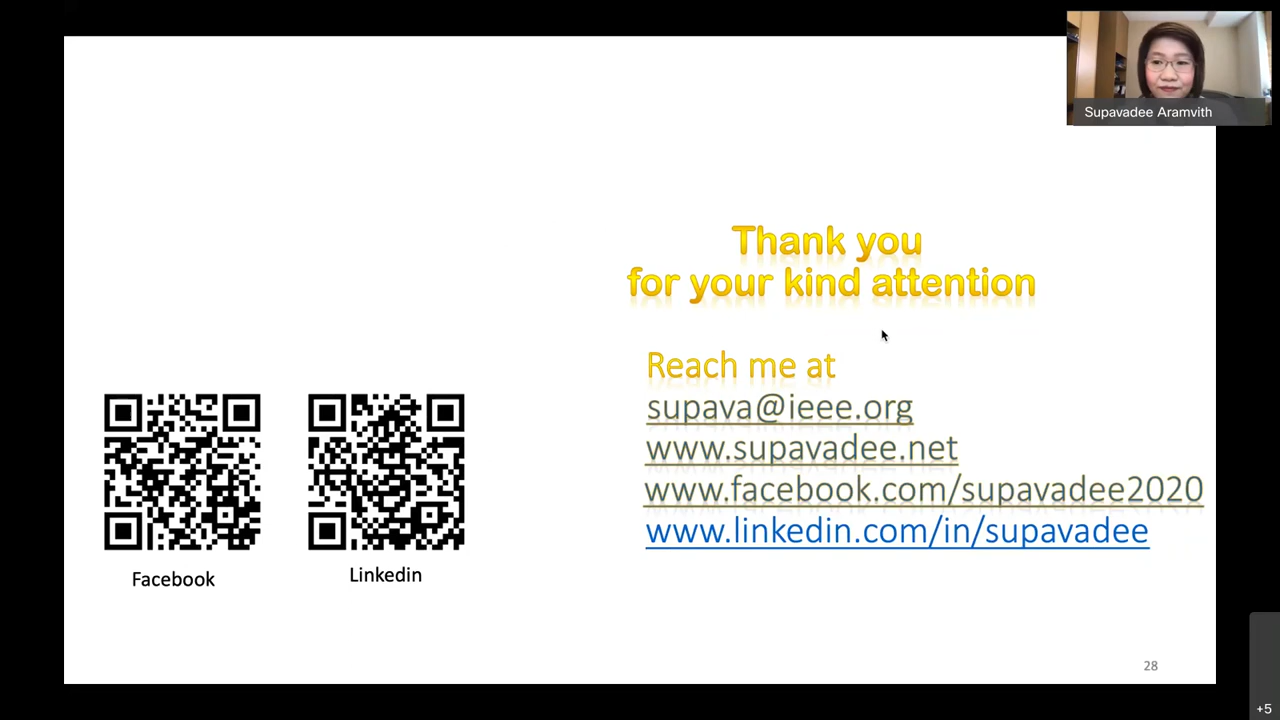 Supavadee Aramvith
Thank you
for your kind attention
Reach me at
supava@ieee.org
www.supavadee.net
www.facebook.com/supavadee2020
www.linkedin.com/in/supavadee
Facebook
Linkedin
28
+5